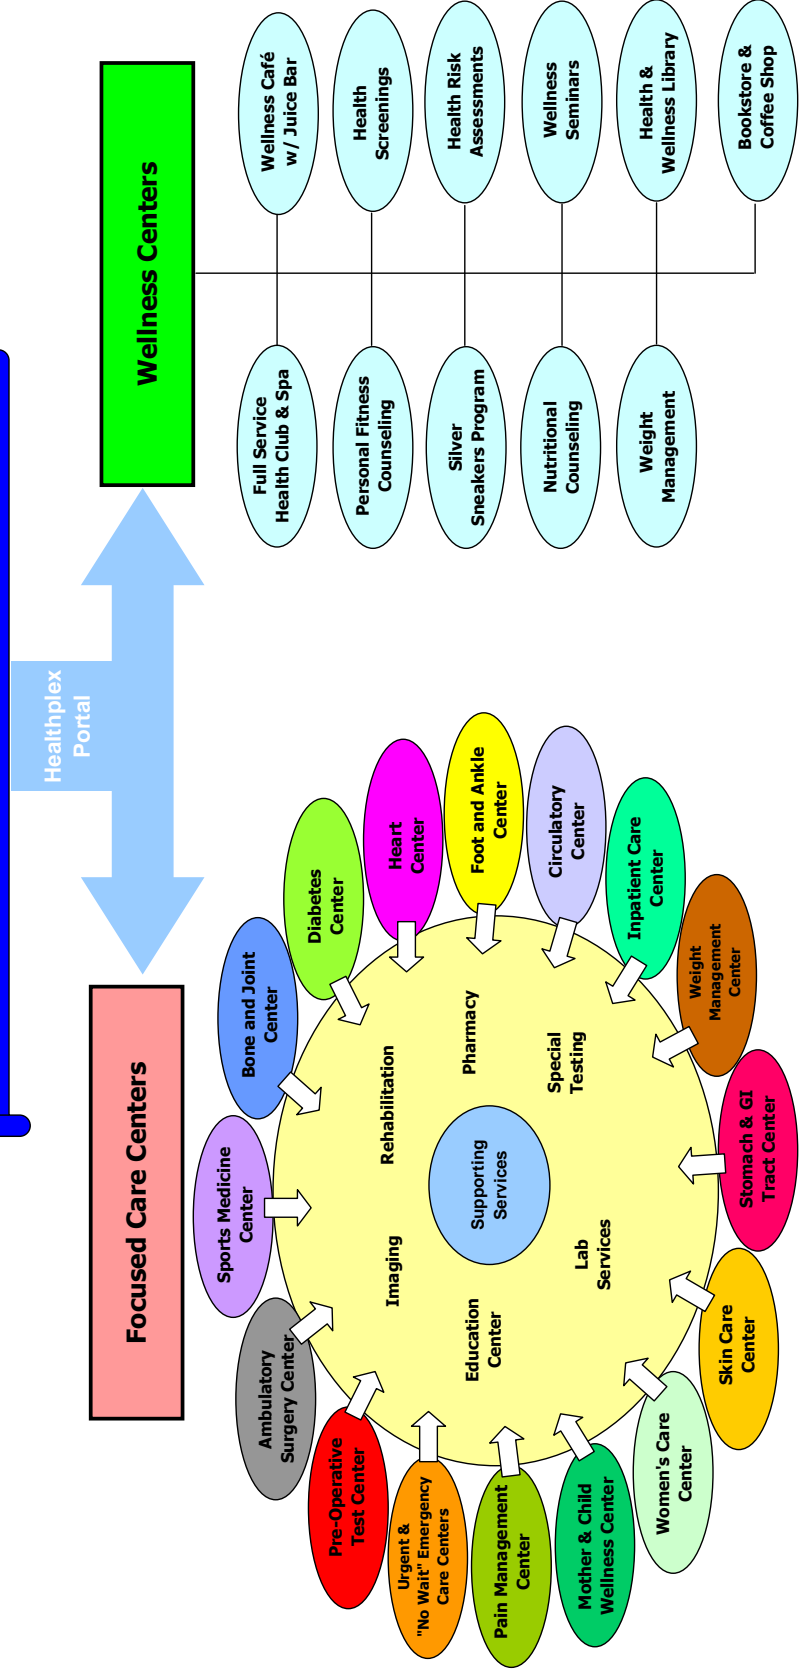 Healthplex
Portal
Focused Care Centers
Wellness Centers
Sports Medicine
Center
Bone and Joint
Center
Diabetes
Center
Heart
Center
Foot and Ankle
Center
Circulatory
Center
Inpatient Care
Center
Weight
Management
Center
Stomach & GI
Tract Center
Skin Care
Center
Women's Care
Center
Mother & Child
Wellness Center
Pain Management
Center
Urgent &
"No Wait" Emergency
Care Centers
Pre-Operative
Test Center
Ambulatory
Surgery Center
Imaging
Rehabilitation
Pharmacy
Special
Testing
Lab
Services
Education
Center
Supporting
Services
Full Service
Health Club & Spa
Wellness Café
w/ Juice Bar
Personal Fitness
Counseling
Health
Screenings
Silver
Sneakers Program
Health Risk
Assessments
Nutritional
Counseling
Wellness
Seminars
Weight
Management
Health &
Wellness Library
Bookstore &
Coffee Shop